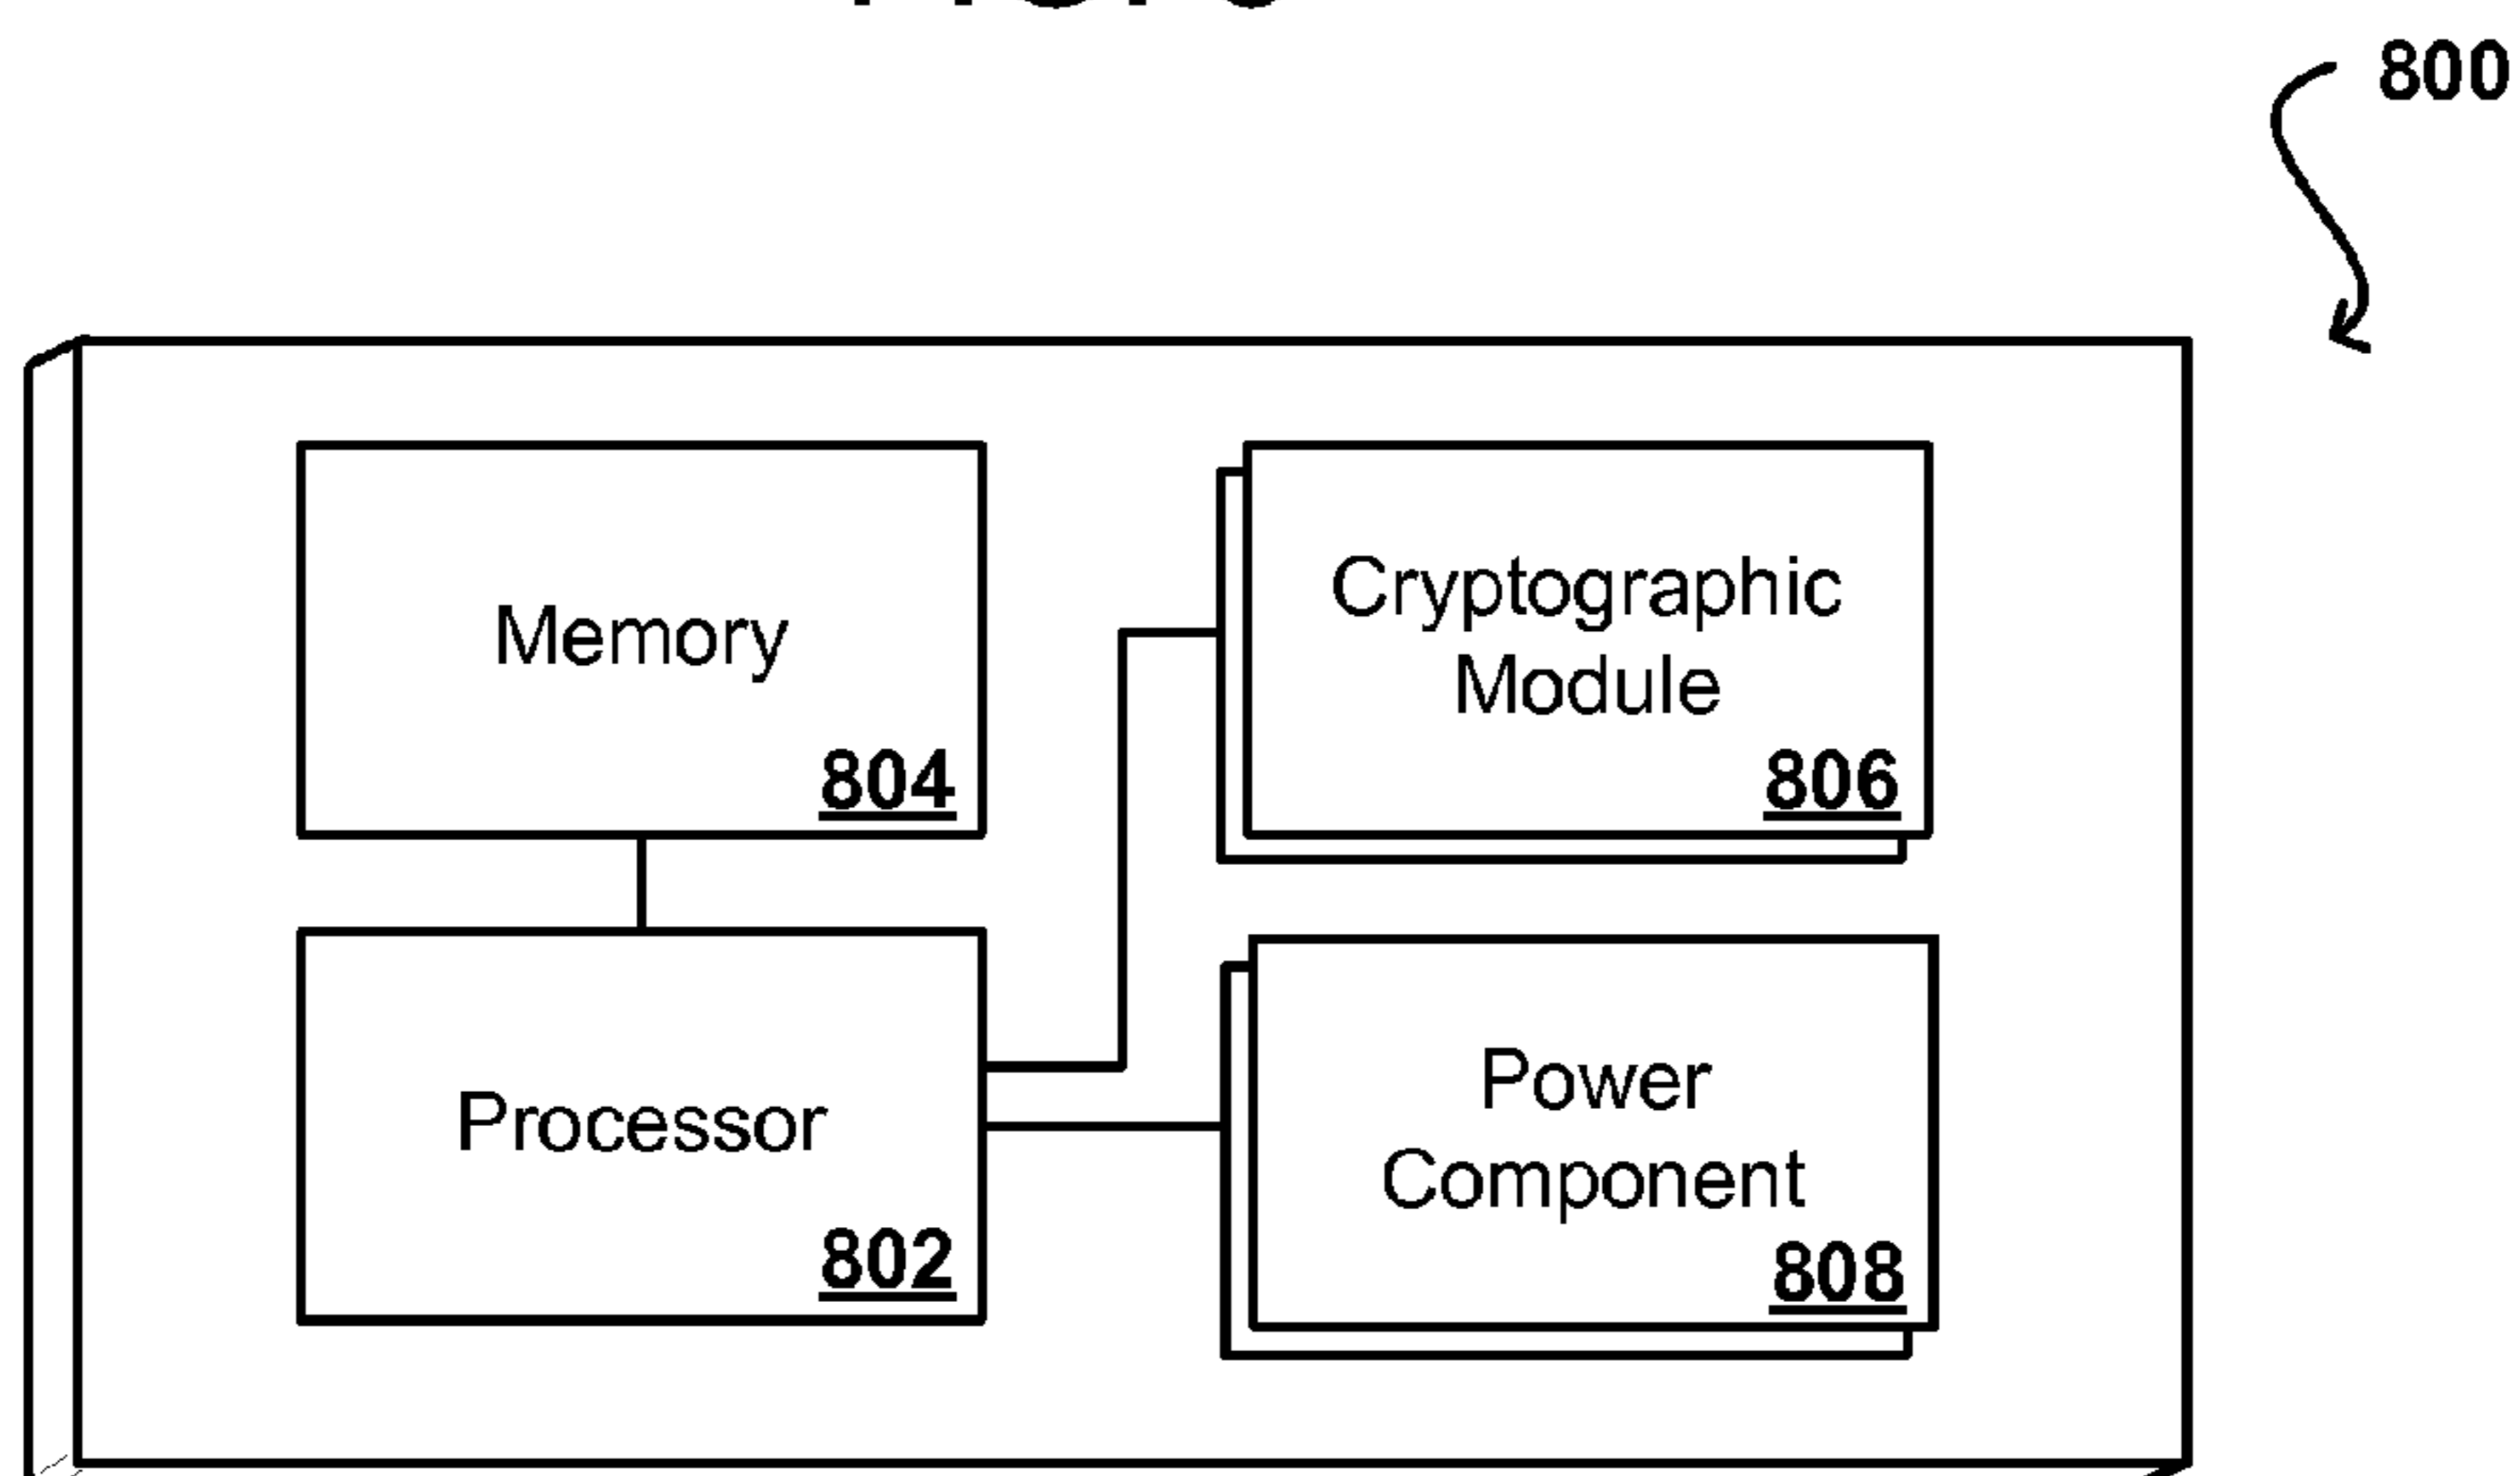 800
Memory
804
Cryptographic
Module
806
Processor
802
Power
Component
808